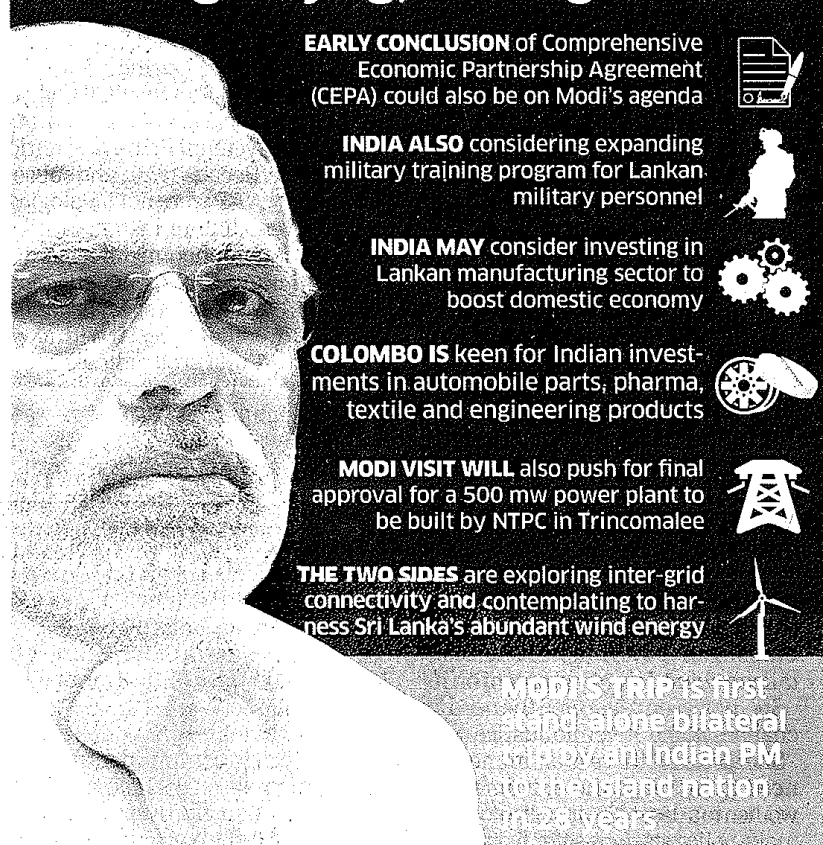 EARLY CONCLUSION of Comprehensive
Economic Partnership Agreement
(CEPA) could also be on Modi's agenda
INDIA ALSO considering expanding
military training program for Lankan
military personnel
INDIA MAY consider investing in
Lankan manufacturing sector to
boost domestic economy
COLOMBO IS keen for Indian invest-
ments in automobile parts, pharma,
textile and engineering products
MODI VISIT WILL also push for final
approval for a 500 mw power plant to
be built by NTPC in Trincomalee
THE TWO SIDES are exploring inter-grid
connectivity and contemplating to har-
ness Sri Lanka's abundant wind energy
MODI'S TRIP is first
stand-alone bilateral
trip by an Indian PM
to the island nation
in 28 years